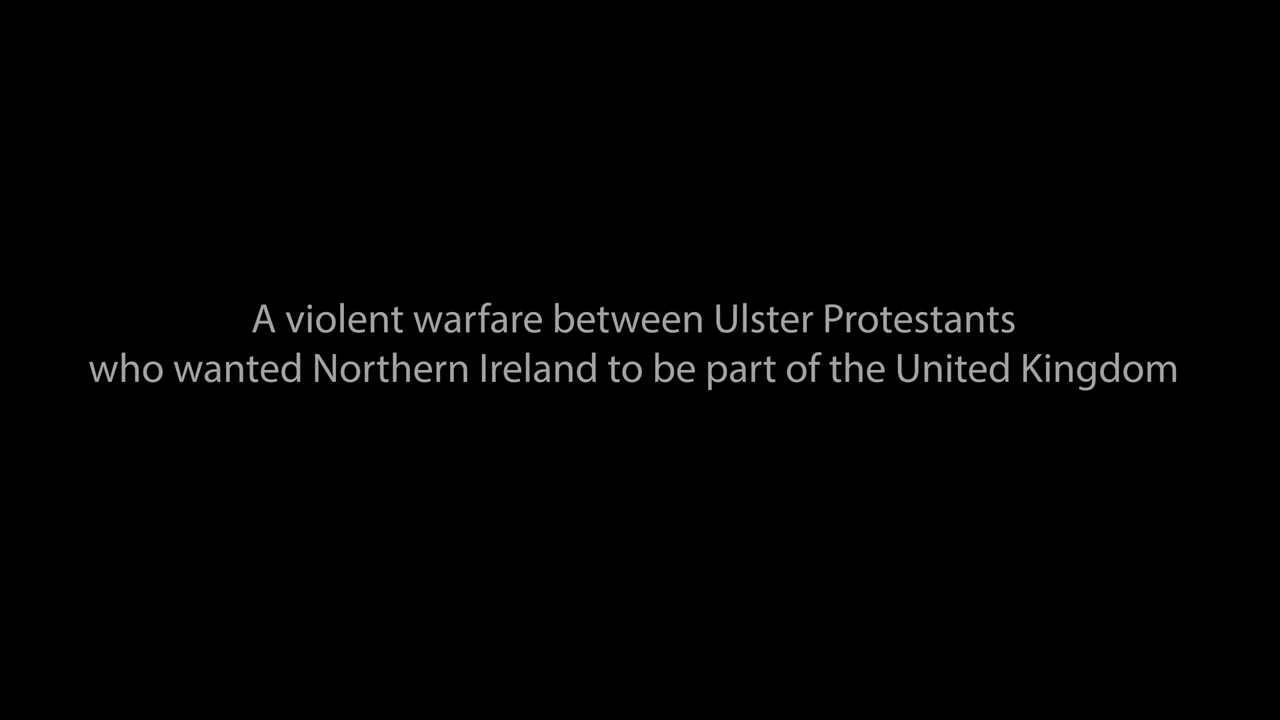 A violent warfare between Ulster Protestants
who wanted Northern Ireland to be part of the United Kingdom